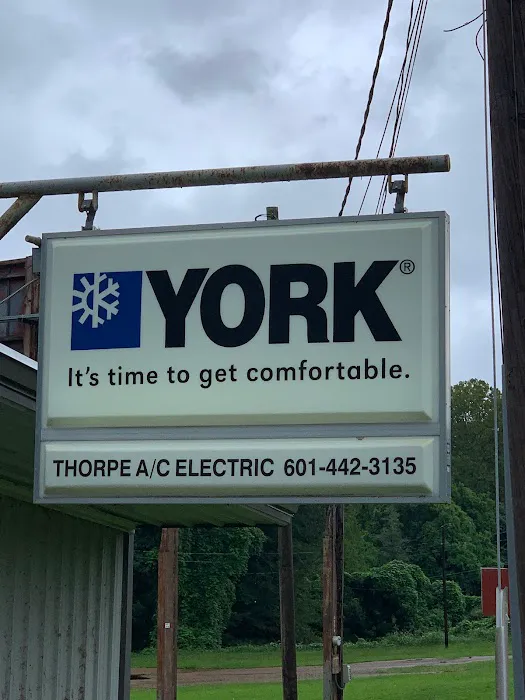 YORK®
It's time to get comfortable.
THORPE A/C ELECTRIC 601-442-3135